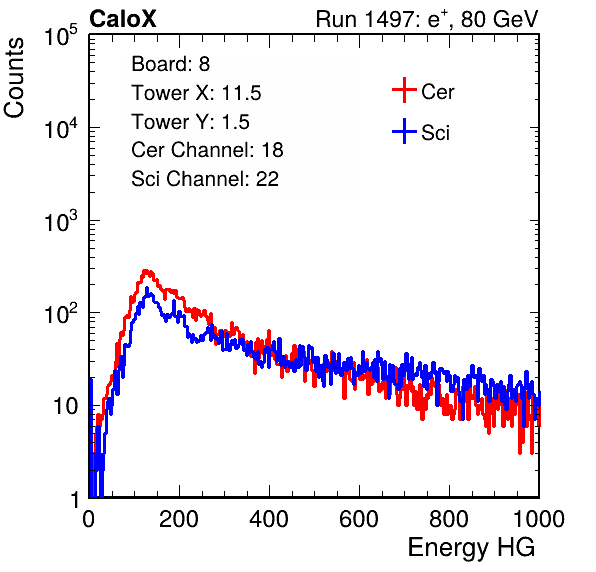 CaloX Run 1497: e⁺, 80 GeV
Counts
10⁵
10⁴
10³
10²
10
1
Board: 8
Tower X: 11.5
Tower Y: 1.5
Cer Channel: 18
Sci Channel: 22
Cer
Sci
0 200 400 600 800 1000
Energy HG